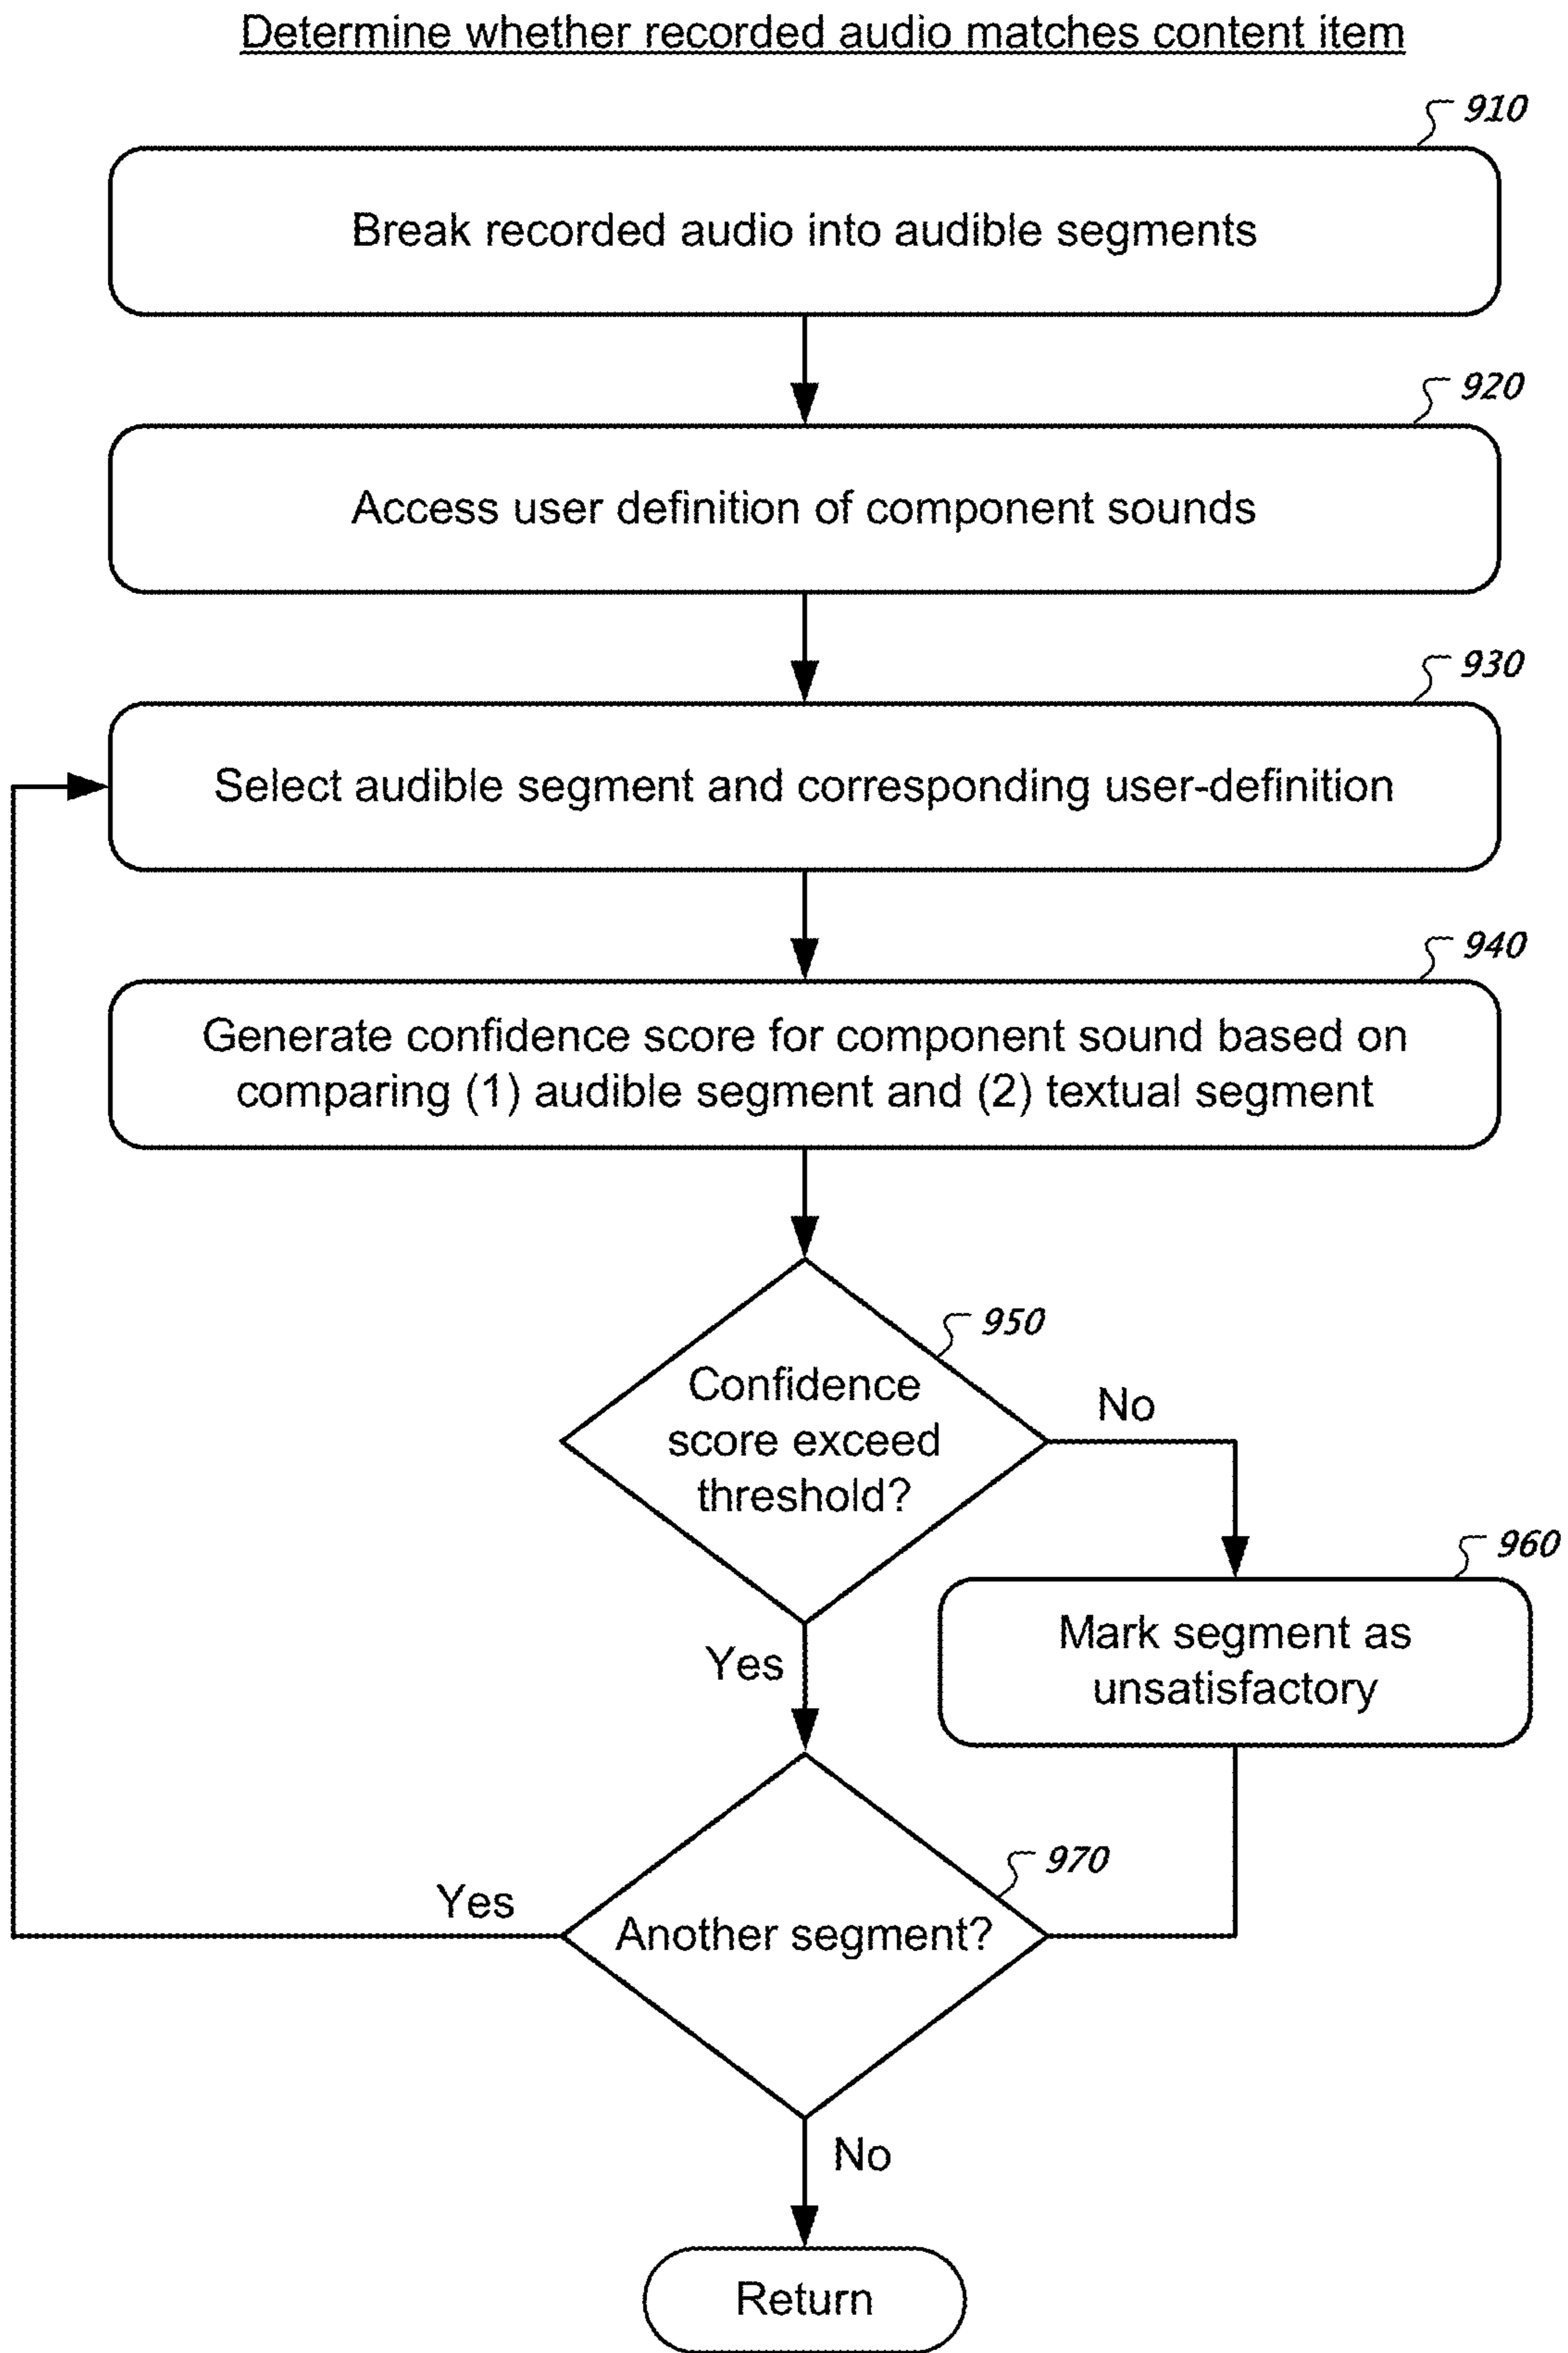 Determine whether recorded audio matches content item
910
Break recorded audio into audible segments
920
Access user definition of component sounds
930
Select audible segment and corresponding user-definition
940
Generate confidence score for component sound based on
comparing (1) audible segment and (2) textual segment
950
Confidence
score exceed
threshold?
No
960
Mark segment as
unsatisfactory
Yes
970
Yes
Another segment?
No
Return